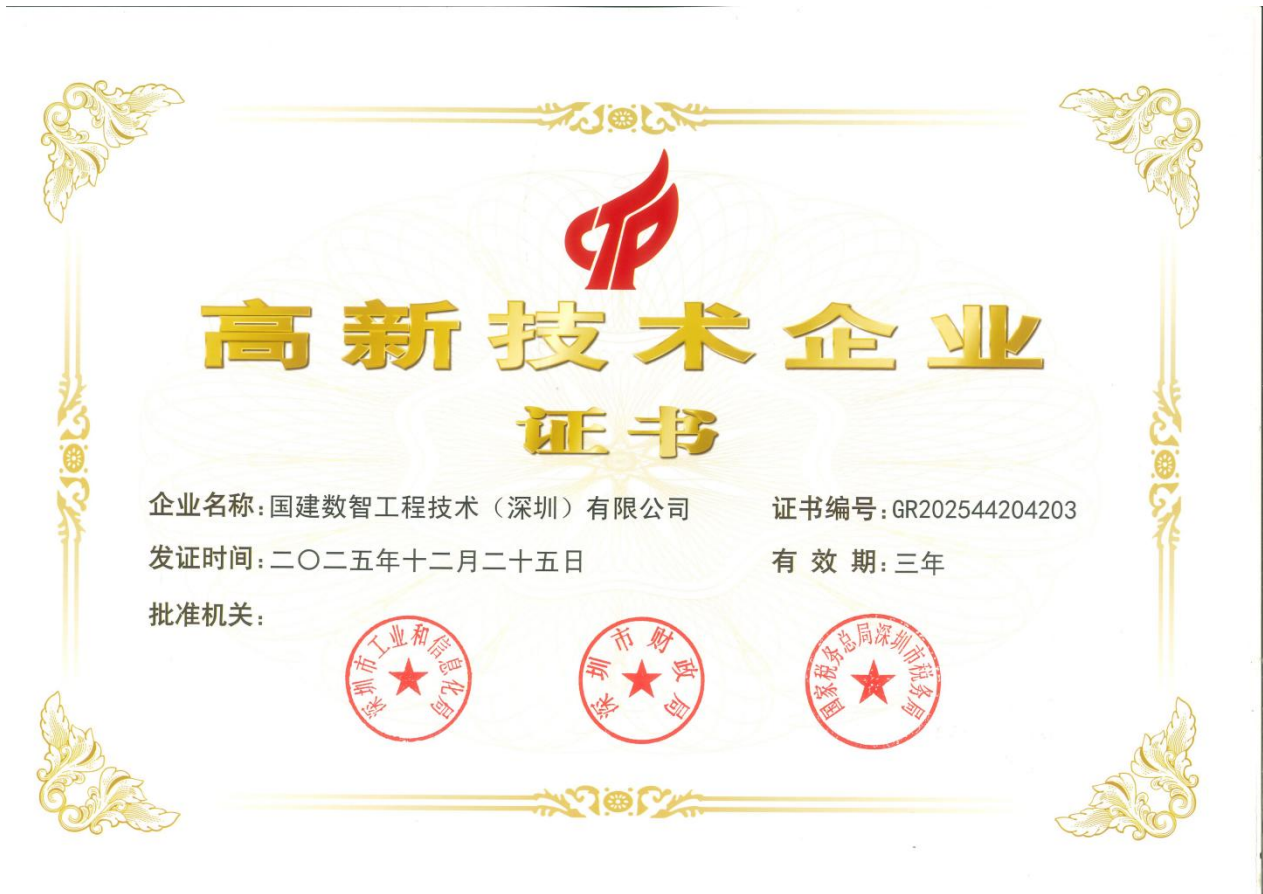 高新技术企业
证书
企业名称:国建数智工程技术（深圳）有限公司
证书编号:GR202544204203
发证时间:二〇二五年十二月二十五日
有效期:三年
批准机关:
深圳市工业和信息化局
深圳市财政局
国家税务总局深圳市税务局